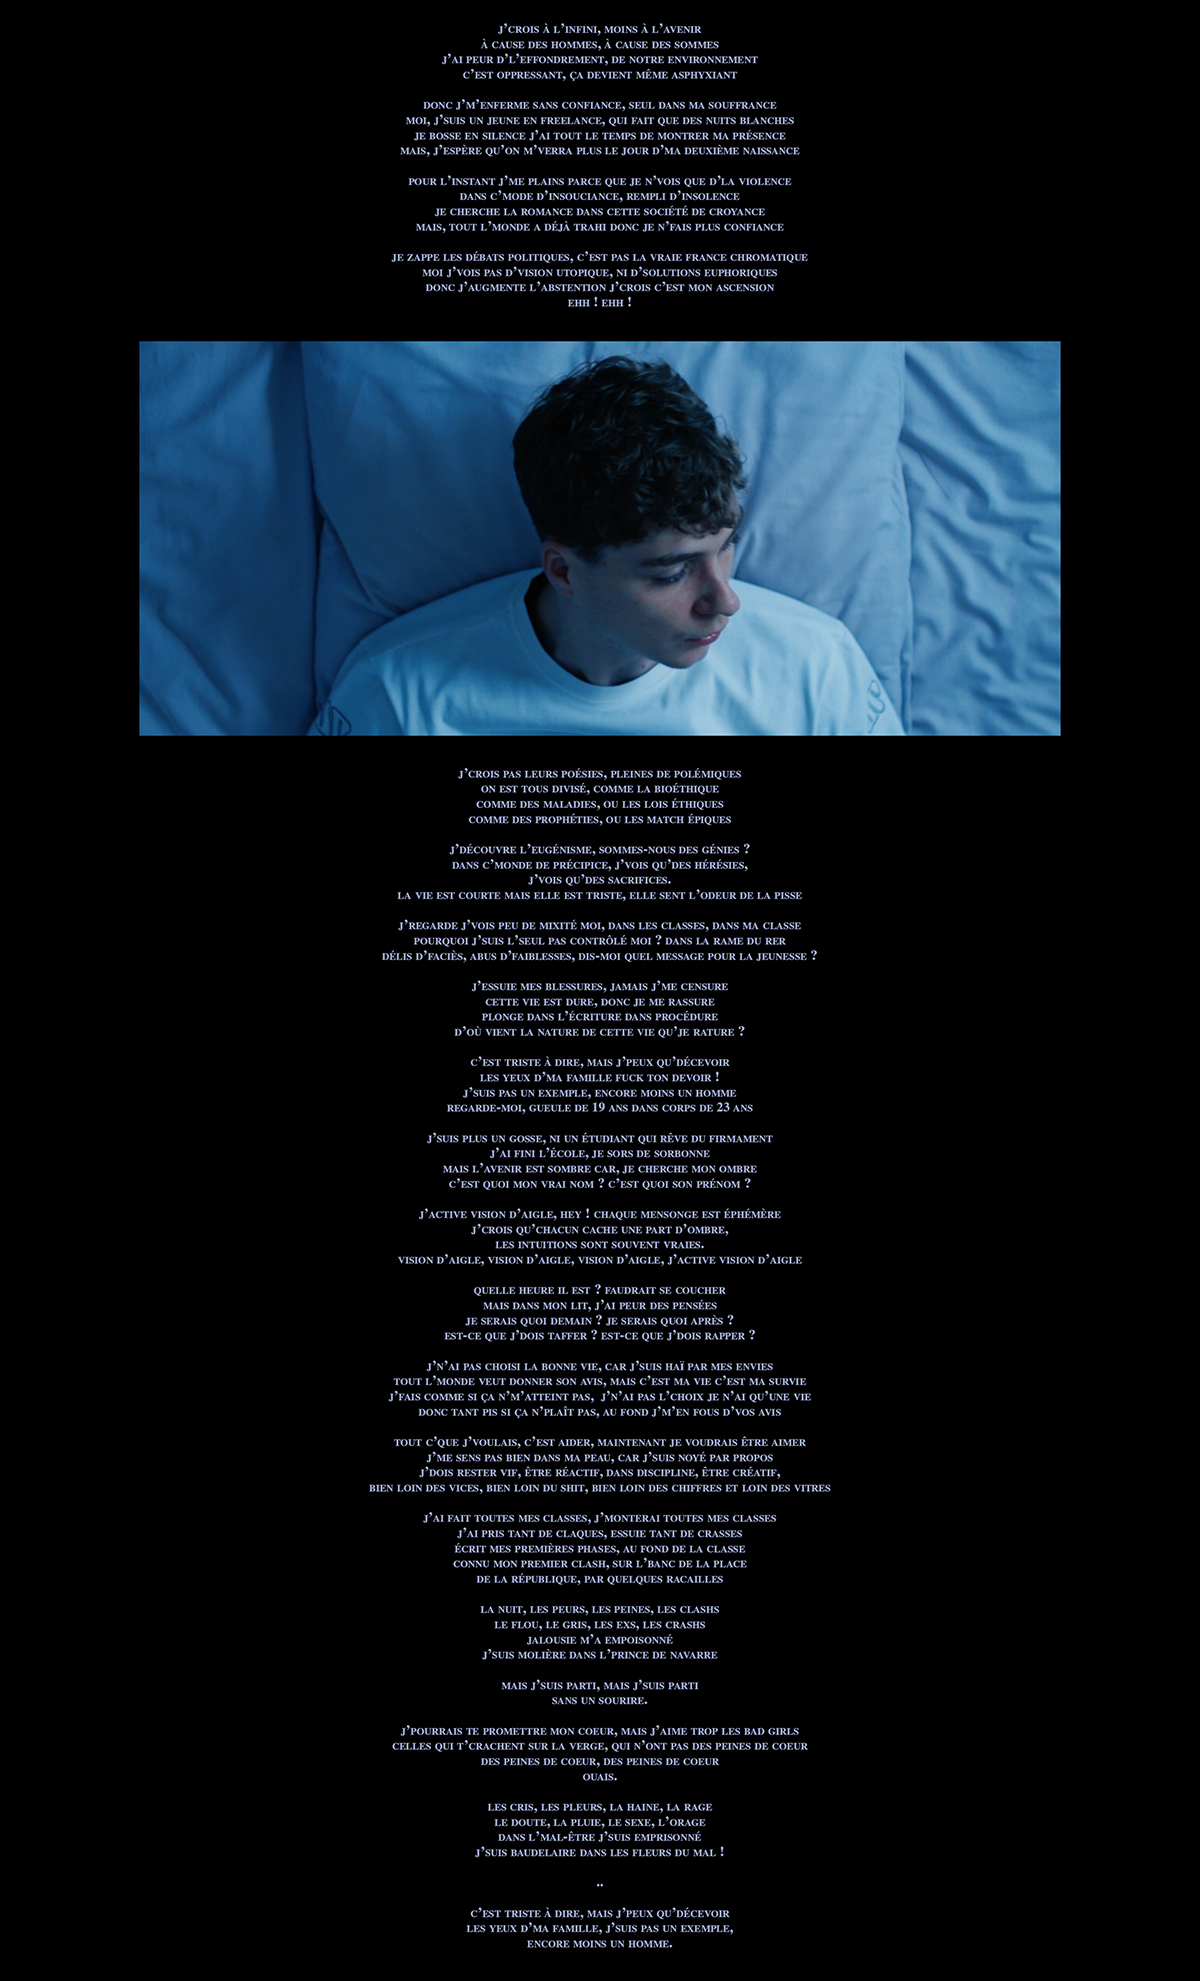 J'CROIS À L'INFINI, MOINS À L'AVENIR
À CAUSE DES HOMMES, À CAUSE DES SOMMES
J'AI PEUR D'L'EFFONDREMENT, DE NOTRE ENVIRONNEMENT
C'EST OPPRESSANT, ÇA DEVIENT MÊME ASPHYXIANT
DONC J'M'ENFERME SANS CONFIANCE, SEUL DANS MA SOUFFRANCE
MOI, J'SUIS UN JEUNE EN FREELANCE, QUI FAIT QUE DES NUITS BLANCHES
JE BOSSE EN SILENCE J'AI TOUT LE TEMPS DE MONTRER MA PRÉSENCE
MAIS, J'ESPÈRE QU'ON M'VERRA PLUS LE JOUR D'MA DEUXIÈME NAISSANCE
POUR L'INSTANT J'ME PLAINS PARCE QUE JE N'VOIS QUE D'LA VIOLENCE
DANS C'MODE D'INSOUCIANCE, REMPLI D'INSOLENCE
JE CHERCHE LA ROMANCE DANS CETTE SOCIÉTÉ DE CROYANCE
MAIS, TOUT L'MONDE A DÉJÀ TRAHI DONC JE N'FAIS PLUS CONFIANCE
JE ZAPPE LES DÉBATS POLITIQUES, C'EST PAS LA VRAIE FRANCE CHROMATIQUE
MOI J'VOIS PAS D'VISION UTOPIQUE, NI D'SOLUTIONS EUPHORIQUES
DONC J'AUGMENTE L'ABSTENTION J'CROIS C'EST MON ASCENSION
EHH ! EHH !
J'CROIS PAS LEURS POÉSIES, PLEINES DE POLÉMIQUES
ON EST TOUS DIVISÉ, COMME LA BIOÉTHIQUE
COMME DES MALADIES, OU LES LOIS ÉTHIQUES
COMME DES PROPHÉTIES, OU LES MATCH ÉPIQUES
J'DÉCOUVRE L'EUGÉNISME, SOMMES-NOUS DES GÉNIES ?
DANS C'MONDE DE PRÉCIPICE, J'VOIS QU'DES HÉRÉSIES,
J'VOIS QU'DES SACRIFICES.
LA VIE EST COURTE MAIS ELLE EST TRISTE, ELLE SENT L'ODEUR DE LA PISSE
J'REGARDE J'VOIS PEU DE MIXITÉ MOI, DANS LES CLASSES, DANS MA CLASSE
POURQUOI J'SUIS L'SEUL PAS CONTRÔLÉ MOI ? DANS LA RAME DU RER
DÉLIS D'FACIÈS, ABUS D'FAIBLESSES, DIS-MOI QUEL MESSAGE POUR LA JEUNESSE ?
J'ESSUIE MES BLESSURES, JAMAIS J'ME CENSURE
CETTE VIE EST DURE, DONC JE ME RASSURE
PLONGE DANS L'ÉCRITURE DANS PROCÉDURE
D'OÙ VIENT LA NATURE DE CETTE VIE QU'JE RATURE ?
C'EST TRISTE À DIRE, MAIS J'PEUX QU'DÉCEVOIR
LES YEUX D'MA FAMILLE FUCK TON DEVOIR !
J'SUIS PAS UN EXEMPLE, ENCORE MOINS UN HOMME
REGARDE-MOI, GUEULE DE 19 ANS DANS CORPS DE 23 ANS
J'SUIS PLUS UN GOSSE, NI UN ÉTUDIANT QUI RÊVE DU FIRMAMENT
J'AI FINI L'ÉCOLE, JE SORS DE SORBONNE
MAIS L'AVENIR EST SOMBRE CAR, JE CHERCHE MON OMBRE
C'EST QUOI MON VRAI NOM ? C'EST QUOI SON PRÉNOM ?
J'ACTIVE VISION D'AIGLE, HEY ! CHAQUE MENSONGE EST ÉPHÉMÈRE
J'CROIS QU'CHACUN CACHE UNE PART D'OMBRE,
LES INTUITIONS SONT SOUVENT VRAIES.
VISION D'AIGLE, VISION D'AIGLE, VISION D'AIGLE, J'ACTIVE VISION D'AIGLE
QUELLE HEURE IL EST ? FAUDRAIT SE COUCHER
MAIS DANS MON LIT, J'AI PEUR DES PENSÉES
JE SERAIS QUOI DEMAIN ? JE SERAIS QUOI APRÈS ?
EST-CE QUE J'DOIS TAFFER ? EST-CE QUE J'DOIS RAPPER ?
J'N'AI PAS CHOISI LA BONNE VIE, CAR J'SUIS HAÏ PAR MES ENVIES
TOUT L'MONDE VEUT DONNER SON AVIS, MAIS C'EST MA VIE C'EST MA SURVIE
J'FAIS COMME SI ÇA N'M'ATTEINT PAS, J'N'AI PAS L'CHOIX JE N'AI QU'UNE VIE
DONC TANT PIS SI ÇA N'PLAÎT PAS, AU FOND J'M'EN FOUS D'VOS AVIS
TOUT C'QUE J'VOULAIS, C'EST AIDER, MAINTENANT JE VOUDRAIS ÊTRE AIMER
J'ME SENS PAS BIEN DANS MA PEAU, CAR J'SUIS NOYÉ PAR PROPOS
J'DOIS RESTER VIF, ÊTRE RÉACTIF, DANS DISCIPLINE, ÊTRE CRÉATIF,
BIEN LOIN DES VICES, BIEN LOIN DU SHIT, BIEN LOIN DES CHIFFRES ET LOIN DES VITRES
J'AI FAIT TOUTES MES CLASSES, J'MONTERAI TOUTES MES CLASSES
J'AI PRIS TANT DE CLAQUES, ESSUIE TANT DE CRASSES
ÉCRIT MES PREMIÈRES PHASES, AU FOND DE LA CLASSE
CONNU MON PREMIER CLASH, SUR L'BANC DE LA PLACE
DE LA RÉPUBLIQUE, PAR QUELQUES RACAILLES
LA NUIT, LES PEURS, LES PEINES, LES CLASHS
LE FLOU, LE GRIS, LES EXS, LES CRASHS
JALOUSIE M'A EMPOISONNÉ
J'SUIS MOLIÈRE DANS L'PRINCE DE NAVARRE
MAIS J'SUIS PARTI, MAIS J'SUIS PARTI
SANS UN SOURIRE.
J'POURRAIS TE PROMETTRE MON COEUR, MAIS J'AIME TROP LES BAD GIRLS
CELLES QUI T'CRACHENT SUR LA VERGE, QUI N'ONT PAS DES PEINES DE COEUR
DES PEINES DE COEUR, DES PEINES DE COEUR
OUAIS.
LES CRIS, LES PLEURS, LA HAINE, LA RAGE
LE DOUTE, LA PLUIE, LE SEXE, L'ORAGE
DANS L'MAL-ÊTRE J'SUIS EMPRISONNÉ
J'SUIS BAUDELAIRE DANS LES FLEURS DU MAL !
..
C'EST TRISTE À DIRE, MAIS J'PEUX QU'DÉCEVOIR
LES YEUX D'MA FAMILLE, J'SUIS PAS UN EXEMPLE,
ENCORE MOINS UN HOMME.